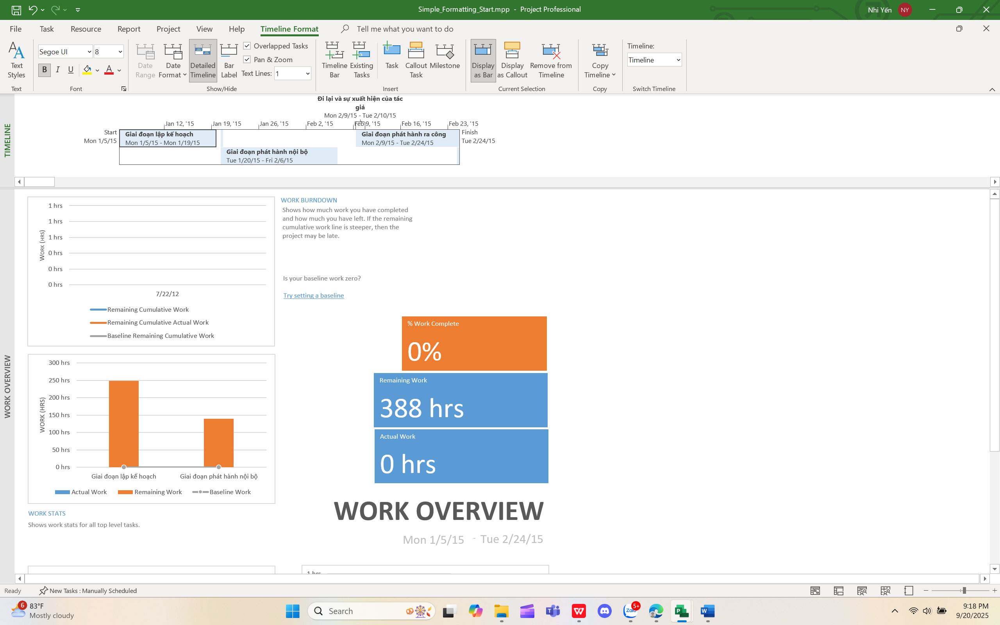 Simple_Formatting_Start.mpp - Project Professional
Nhi Yến NY
File Task Resource Report Project View Help Timeline Format Tell me what you want to do
Text Styles
Segoe UI 8
B I U A
Date Range
Date Format
Detailed Timeline
Bar Label
Overlapped Tasks
Pan & Zoom
Text Lines: 1
Timeline Bar
Existing Tasks
Task
Callout Task
Milestone
Display as Bar
Display as Callout
Remove from Timeline
Copy Timeline
Timeline:
Timeline
Text Font Show/Hide Insert Current Selection Copy Switch Timeline
TIMELINE
Đi lại và sự xuất hiện của tác
giả
Mon 2/9/15 - Tue 2/10/15
Jan 12, '15 Jan 19, '15 Jan 26, '15 Feb 2, '15 Feb 9, '15 Feb 16, '15 Feb 23, '15
Start
Mon 1/5/15
Giai đoạn lập kế hoạch
Mon 1/5/15 - Mon 1/19/15
Giai đoạn phát hành ra công
Mon 2/9/15 - Tue 2/24/15
Finish
Tue 2/24/15
Giai đoạn phát hành nội bộ
Tue 1/20/15 - Fri 2/6/15
WORK OVERVIEW
WORK (HRS)
1 hrs
1 hrs
1 hrs
0 hrs
0 hrs
0 hrs
7/22/12
Remaining Cumulative Work
Remaining Cumulative Actual Work
Baseline Remaining Cumulative Work
WORK BURNDOWN
Shows how much work you have completed
and how much you have left. If the remaining
cumulative work line is steeper, then the
project may be late.
Is your baseline work zero?
Try setting a baseline
% Work Complete
0%
Remaining Work
388 hrs
Actual Work
0 hrs
WORK (HRS)
300 hrs
250 hrs
200 hrs
150 hrs
100 hrs
50 hrs
0 hrs
Giai đoạn lập kế hoạch Giai đoạn phát hành nội bộ
Actual Work Remaining Work Baseline Work
WORK STATS
Shows work stats for all top level tasks.
WORK OVERVIEW
Mon 1/5/15 - Tue 2/24/15
1 hrs
Ready New Tasks : Manually Scheduled
6
83°F
Mostly cloudy
Search
Zalo 5+
9:18 PM
9/20/2025